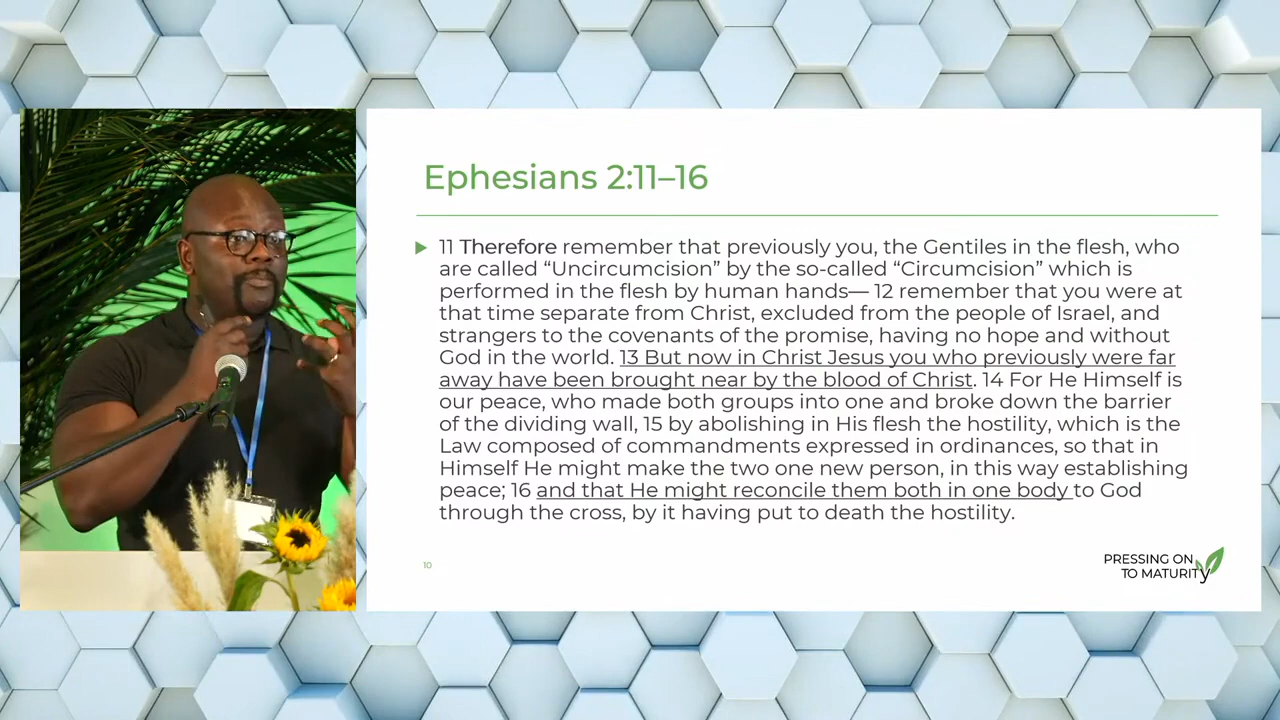 Ephesians 2:11–16
11 Therefore remember that previously you, the Gentiles in the flesh, who
are called “Uncircumcision” by the so-called “Circumcision” which is
performed in the flesh by human hands— 12 remember that you were at
that time separate from Christ, excluded from the people of Israel, and
strangers to the covenants of the promise, having no hope and without
God in the world. 13 But now in Christ Jesus you who previously were far
away have been brought near by the blood of Christ. 14 For He Himself is
our peace, who made both groups into one and broke down the barrier
of the dividing wall, 15 by abolishing in His flesh the hostility, which is the
Law composed of commandments expressed in ordinances, so that in
Himself He might make the two one new person, in this way establishing
peace; 16 and that He might reconcile them both in one body to God
through the cross, by it having put to death the hostility.
10
PRESSING ON
TO MATURITy